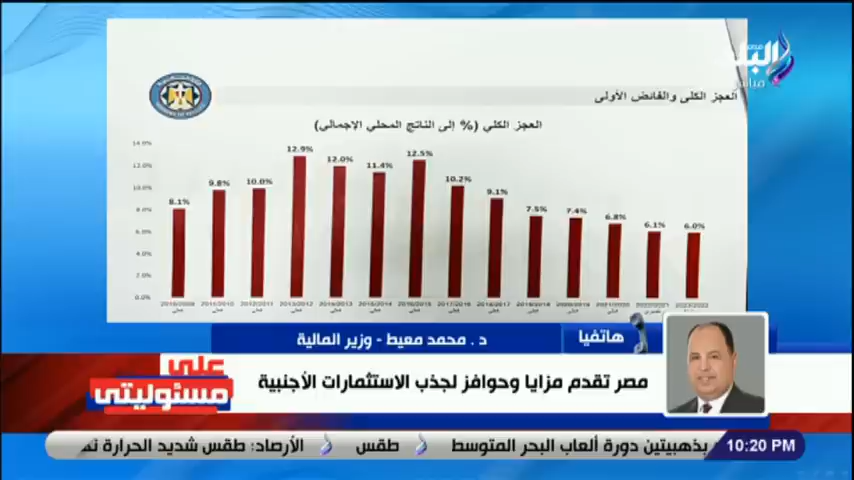 البلد
مباشر
العجز الكلي والفائض الأولى
العجز الكلي (% إلى الناتج المحلي الإجمالي)
14.0%
12.0%
10.0%
8.0%
6.0%
4.0%
2.0%
0.0%
8.1%
9.8%
10.0%
12.9%
12.0%
11.4%
12.5%
10.2%
9.1%
7.5%
7.4%
6.8%
6.1%
6.0%
هاتفيا
د. محمد معيط - وزير المالية
على
مسئوليتى
مصر تقدم مزايا وحوافز لجذب الاستثمارات الأجنبية
10:20 PM
بذهبيتين دورة ألعاب البحر المتوسط
طقس
الأرصاد: طقس شديد الحرارة